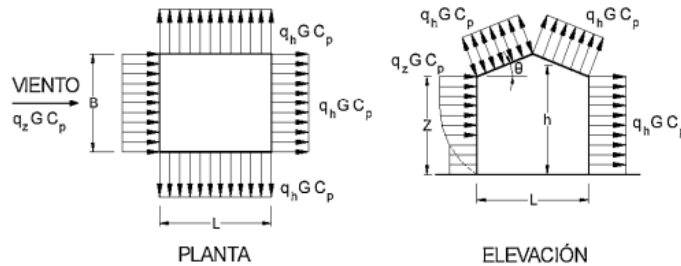 q_h G C_p
VIENTO
q_z G C_p
B
q_h G C_p
q_h G C_p
L
PLANTA
q_h G C_p
q_h G C_p
q_z G C_p
θ
Z
h
q_h G C_p
L
ELEVACIÓN